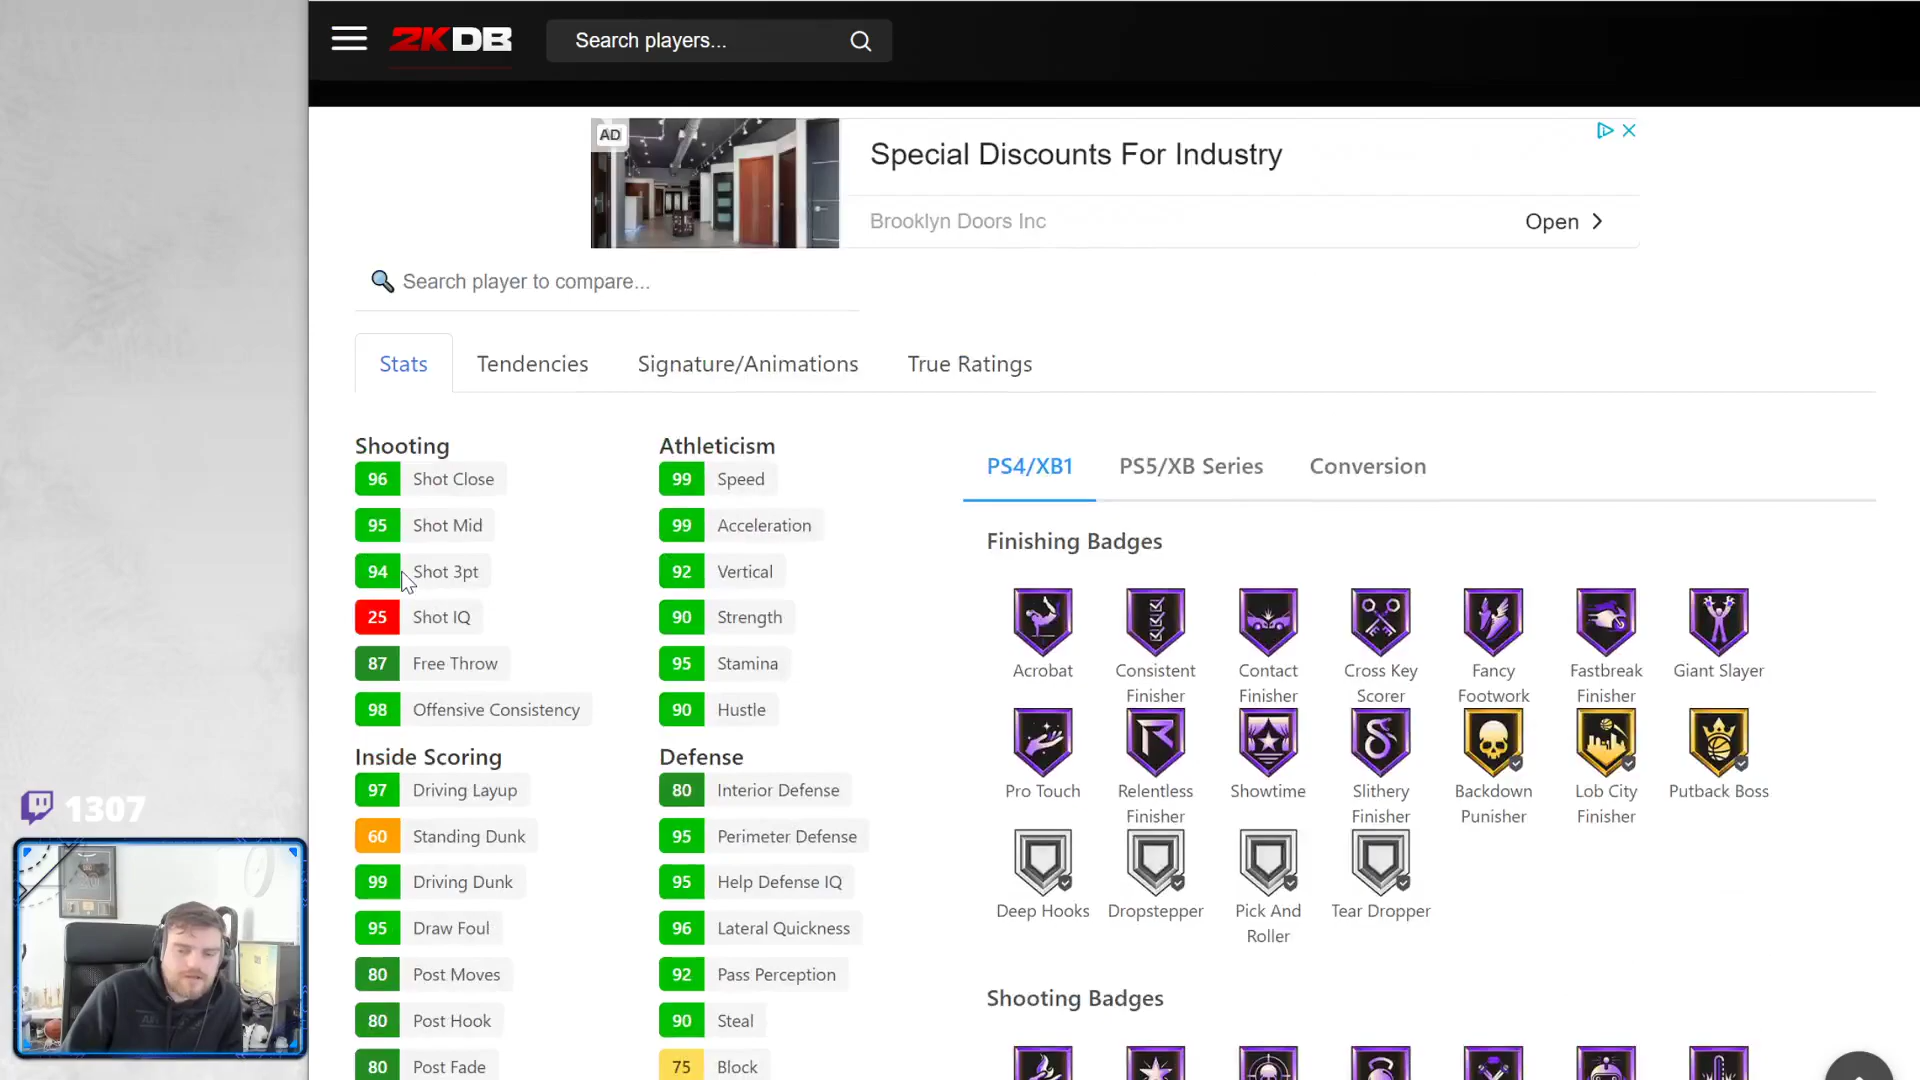 2KDB
Search players...
AD
Special Discounts For Industry
Brooklyn Doors Inc
Open
Search player to compare...
Stats
Tendencies
Signature/Animations
True Ratings
Shooting
96 Shot Close
95 Shot Mid
94 Shot 3pt
25 Shot IQ
87 Free Throw
98 Offensive Consistency
Inside Scoring
97 Driving Layup
60 Standing Dunk
99 Driving Dunk
95 Draw Foul
80 Post Moves
80 Post Hook
80 Post Fade
Athleticism
99 Speed
99 Acceleration
92 Vertical
90 Strength
95 Stamina
90 Hustle
Defense
80 Interior Defense
95 Perimeter Defense
95 Help Defense IQ
96 Lateral Quickness
92 Pass Perception
90 Steal
75 Block
PS4/XB1
PS5/XB Series
Conversion
Finishing Badges
Acrobat
Consistent
Finisher
Contact
Finisher
Cross Key
Scorer
Fancy
Footwork
Fastbreak
Finisher
Giant Slayer
Pro Touch
Relentless
Finisher
Showtime
Slithery
Finisher
Backdown
Punisher
Lob City
Finisher
Putback Boss
Deep Hooks
Dropstepper
Pick And
Roller
Tear Dropper
Shooting Badges
1307